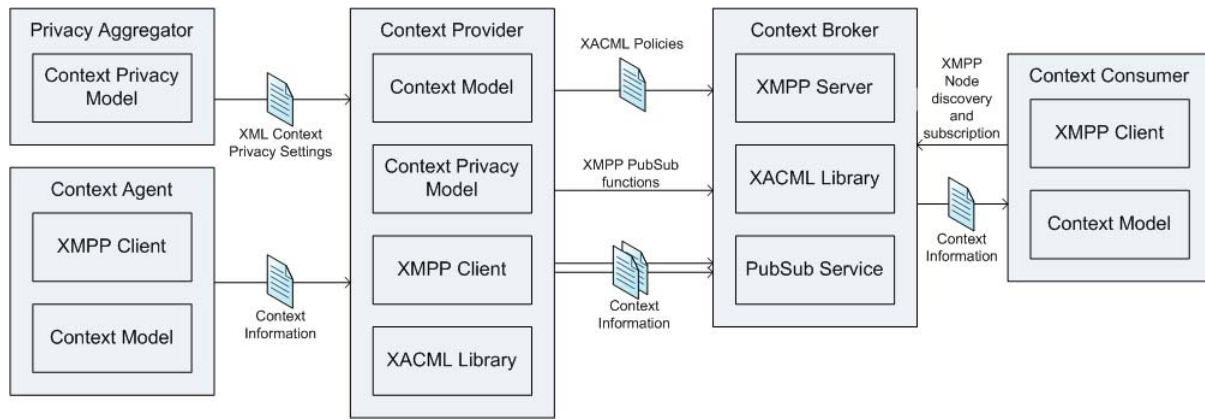 Privacy Aggregator
Context Privacy
Model
XML Context
Privacy Settings
Context Agent
XMPP Client
Context Model
Context
Information
Context Provider
Context Model
Context Privacy
Model
XMPP Client
XACML Library
XACML Policies
XMPP PubSub
functions
Context
Information
Context Broker
XMPP Server
XACML Library
PubSub Service
XMPP
Node
discovery
and
subscription
Context
Information
Context Consumer
XMPP Client
Context Model